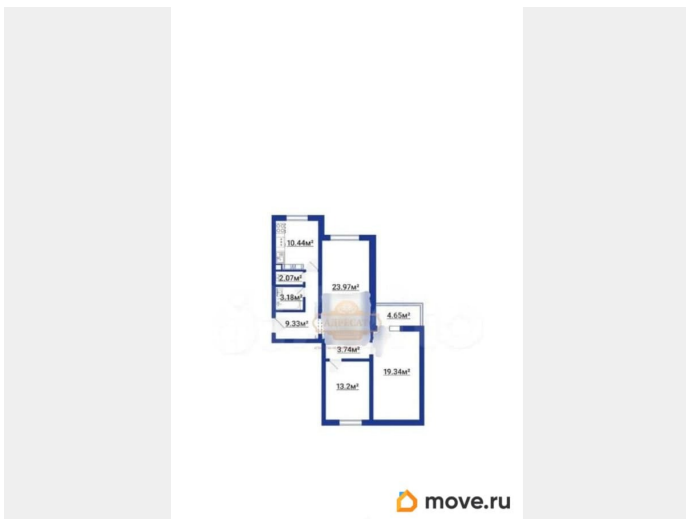 10.44м²
2.07м²
23.97м²
3.18м²
4.65м²
9.33м²
3.74м²
19.34м²
13.2м²
move.ru